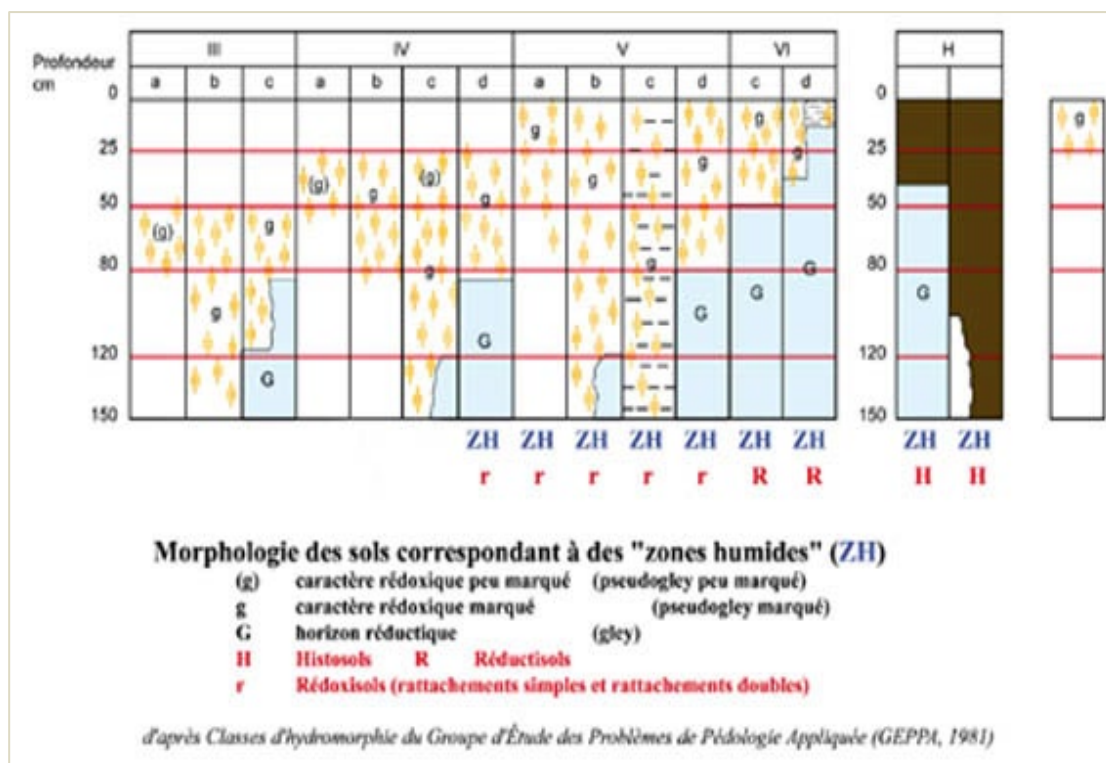 III IV V VI H
Profondeur
cm
a b c a b c d a b c d c d
0 0
g g g g
25 25
(g) (g) g g g
g g g
50 50
(g) g g
g g
80 80
g G
G G G
g G
G
120 120
G
150 150
ZH ZH ZH ZH ZH ZH ZH ZH ZH
r r r r r R R H H
Morphologie des sols correspondant à des "zones humides" (ZH)
(g) caractère rédoxique peu marqué (pseudogley peu marqué)
g caractère rédoxique marqué (pseudogley marqué)
G horizon réductique (gley)
H Histosols R Réductisols
r Rédoxisols (rattachements simples et rattachements doubles)
d'après Classes d'hydromorphie du Groupe d'Étude des Problèmes de Pédologie Appliquée (GEPPA, 1981)